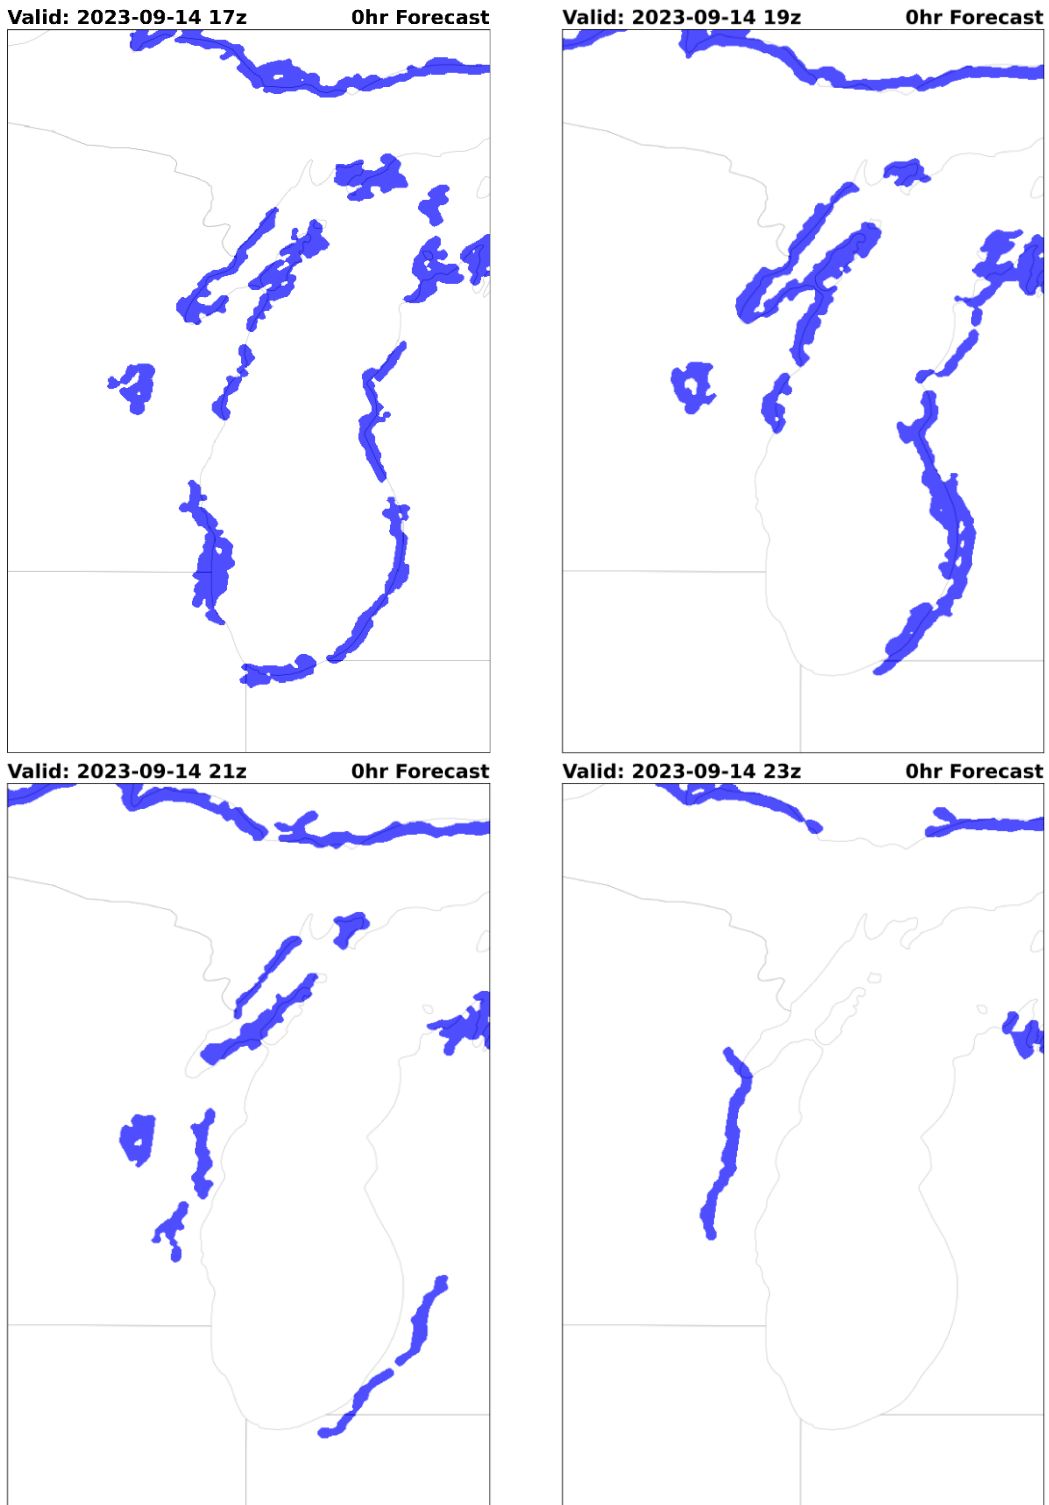 Valid: 2023-09-14 17z 0hr Forecast
Valid: 2023-09-14 19z 0hr Forecast
Valid: 2023-09-14 21z 0hr Forecast
Valid: 2023-09-14 23z 0hr Forecast